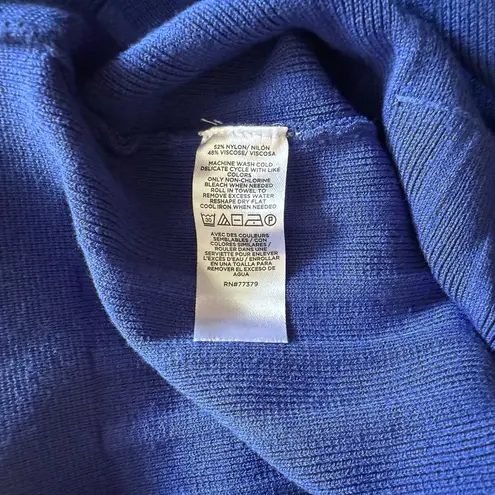 52% NYLON/ NILÓN
48% VISCOSE/ VISCOSA
MACHINE WASH COLD
DELICATE CYCLE WITH LIKE
COLORS
ONLY NON-CHLORINE
BLEACH WHEN NEEDED
ROLL IN TOWEL TO
REMOVE EXCESS WATER
RESHAPE DRY FLAT
COOL IRON WHEN NEEDED
30 P
AVEC DES COULEURS
SEMBLABLES / CON
COLORES SIMILARES /
ROULER DANS UNE
SERVIETTE POUR ENLEVER
L'EXCÈS D'EAU / ENROLLAR
EN UNA TOALLA PARA
REMOVER EL EXCESO DE
AGUA
RN#77379